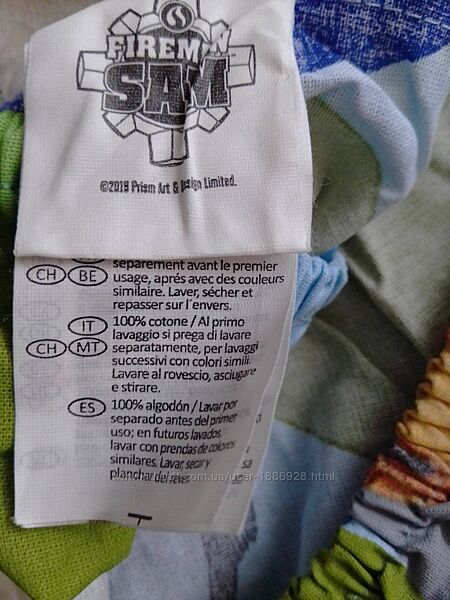 FIREMAN
SAM
©2019 Prism Art & Design Limited.
separement avant le premier
CH BE usage, aprés avec des couleurs
similaire. Laver, sécher et
repasser sur l´envers.
IT 100% cotone / Al primo
lavaggio si prega di lavare
CH MT separatamente, per lavaggi
successivi con colori simili.
Lavare al rovescio, asciugare
e stirare.
ES 100% algodón / Lavar por
separado antes del primer
uso; en futuros lavados,
lavar con prendas de colores
similares. Lavar, secar y
planchar del revés
sa